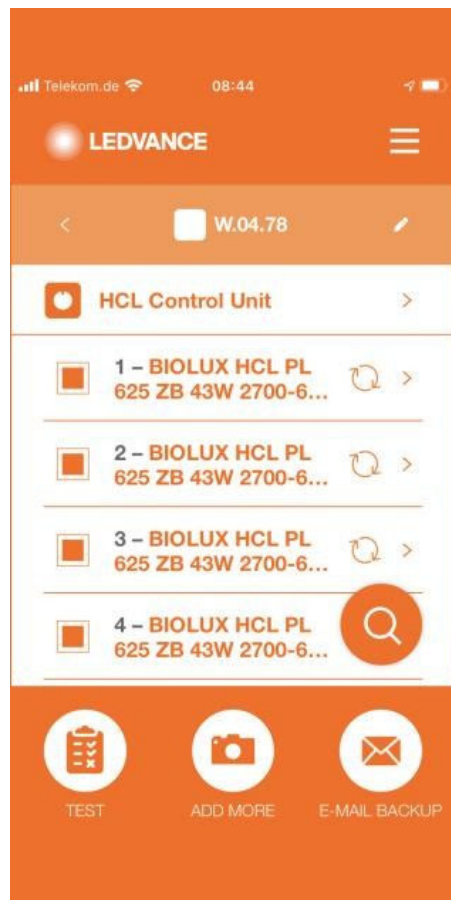 Telekom.de 08:44
LEDVANCE
W.04.78
HCL Control Unit
1 – BIOLUX HCL PL
625 ZB 43W 2700-6...
2 – BIOLUX HCL PL
625 ZB 43W 2700-6...
3 – BIOLUX HCL PL
625 ZB 43W 2700-6...
4 – BIOLUX HCL PL
625 ZB 43W 2700-6...
TEST ADD MORE E-MAIL BACKUP